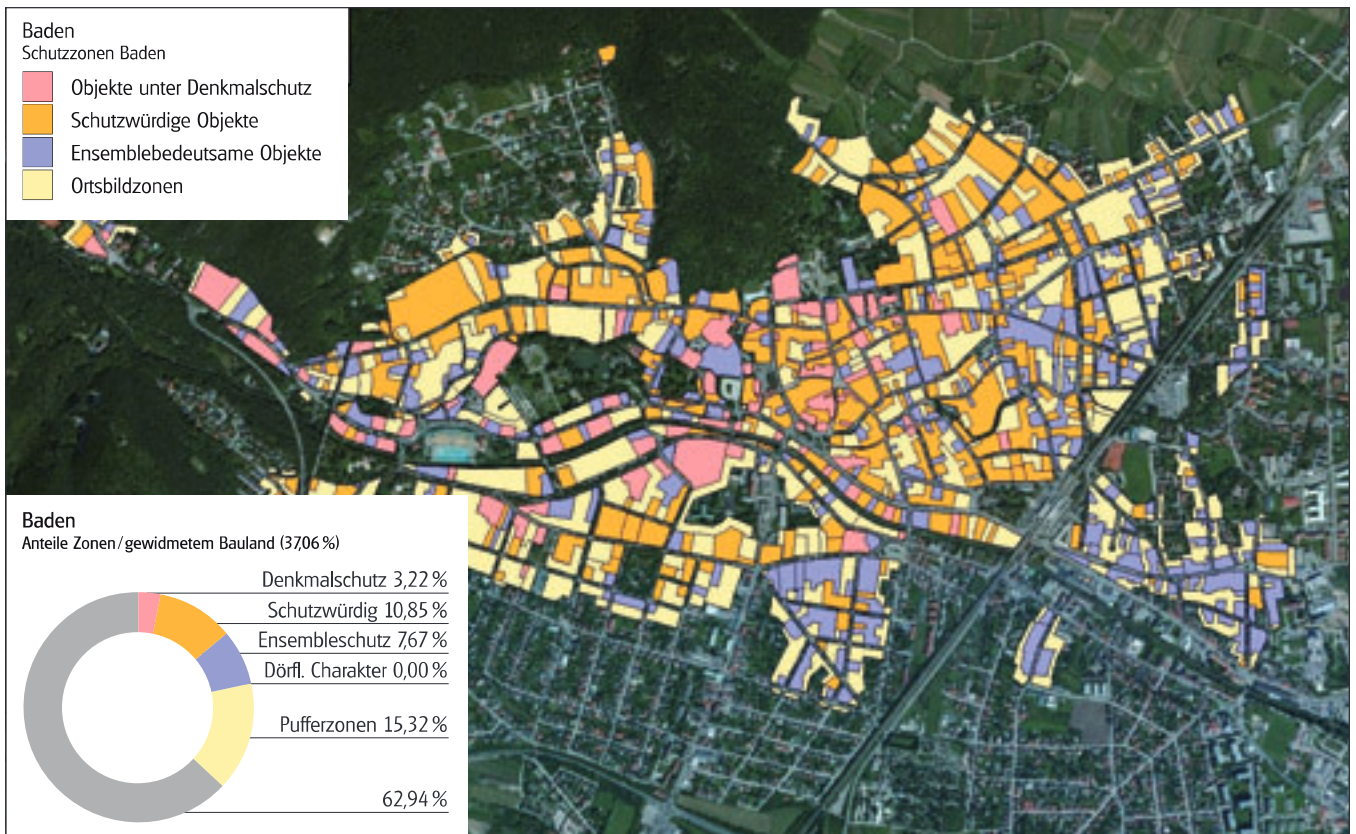 Baden
Schutzzonen Baden
Objekte unter Denkmalschutz
Schutzwürdige Objekte
Ensemblebedeutsame Objekte
Ortsbildzonen
Baden
Anteile Zonen/gewidmetem Bauland (37,06 %)
Denkmalschutz 3,22 %
Schutzwürdig 10,85 %
Ensembleschutz 7,67 %
Dörfl. Charakter 0,00 %
Pufferzonen 15,32 %
62,94 %